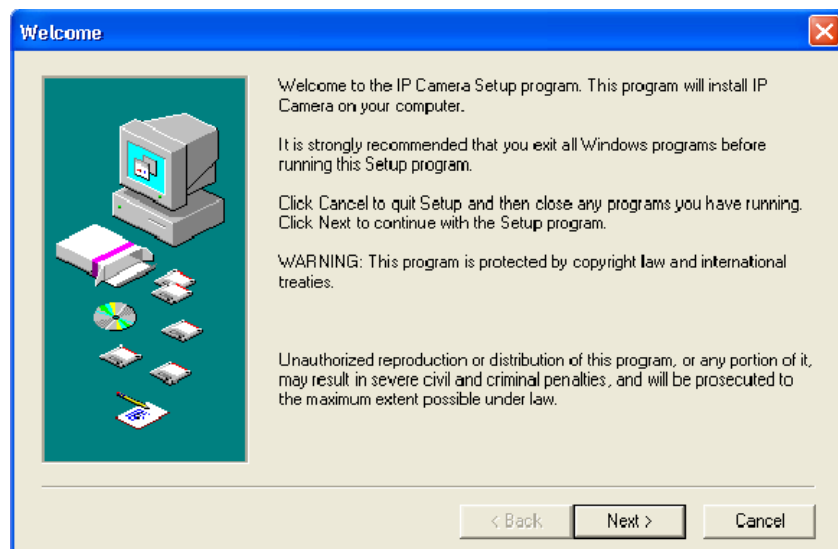 Welcome
Welcome to the IP Camera Setup program. This program will install IP
Camera on your computer.
It is strongly recommended that you exit all Windows programs before
running this Setup program.
Click Cancel to quit Setup and then close any programs you have running.
Click Next to continue with the Setup program.
WARNING: This program is protected by copyright law and international
treaties.
Unauthorized reproduction or distribution of this program, or any portion of it,
may result in severe civil and criminal penalties, and will be prosecuted to
the maximum extent possible under law.
< Back Next > Cancel